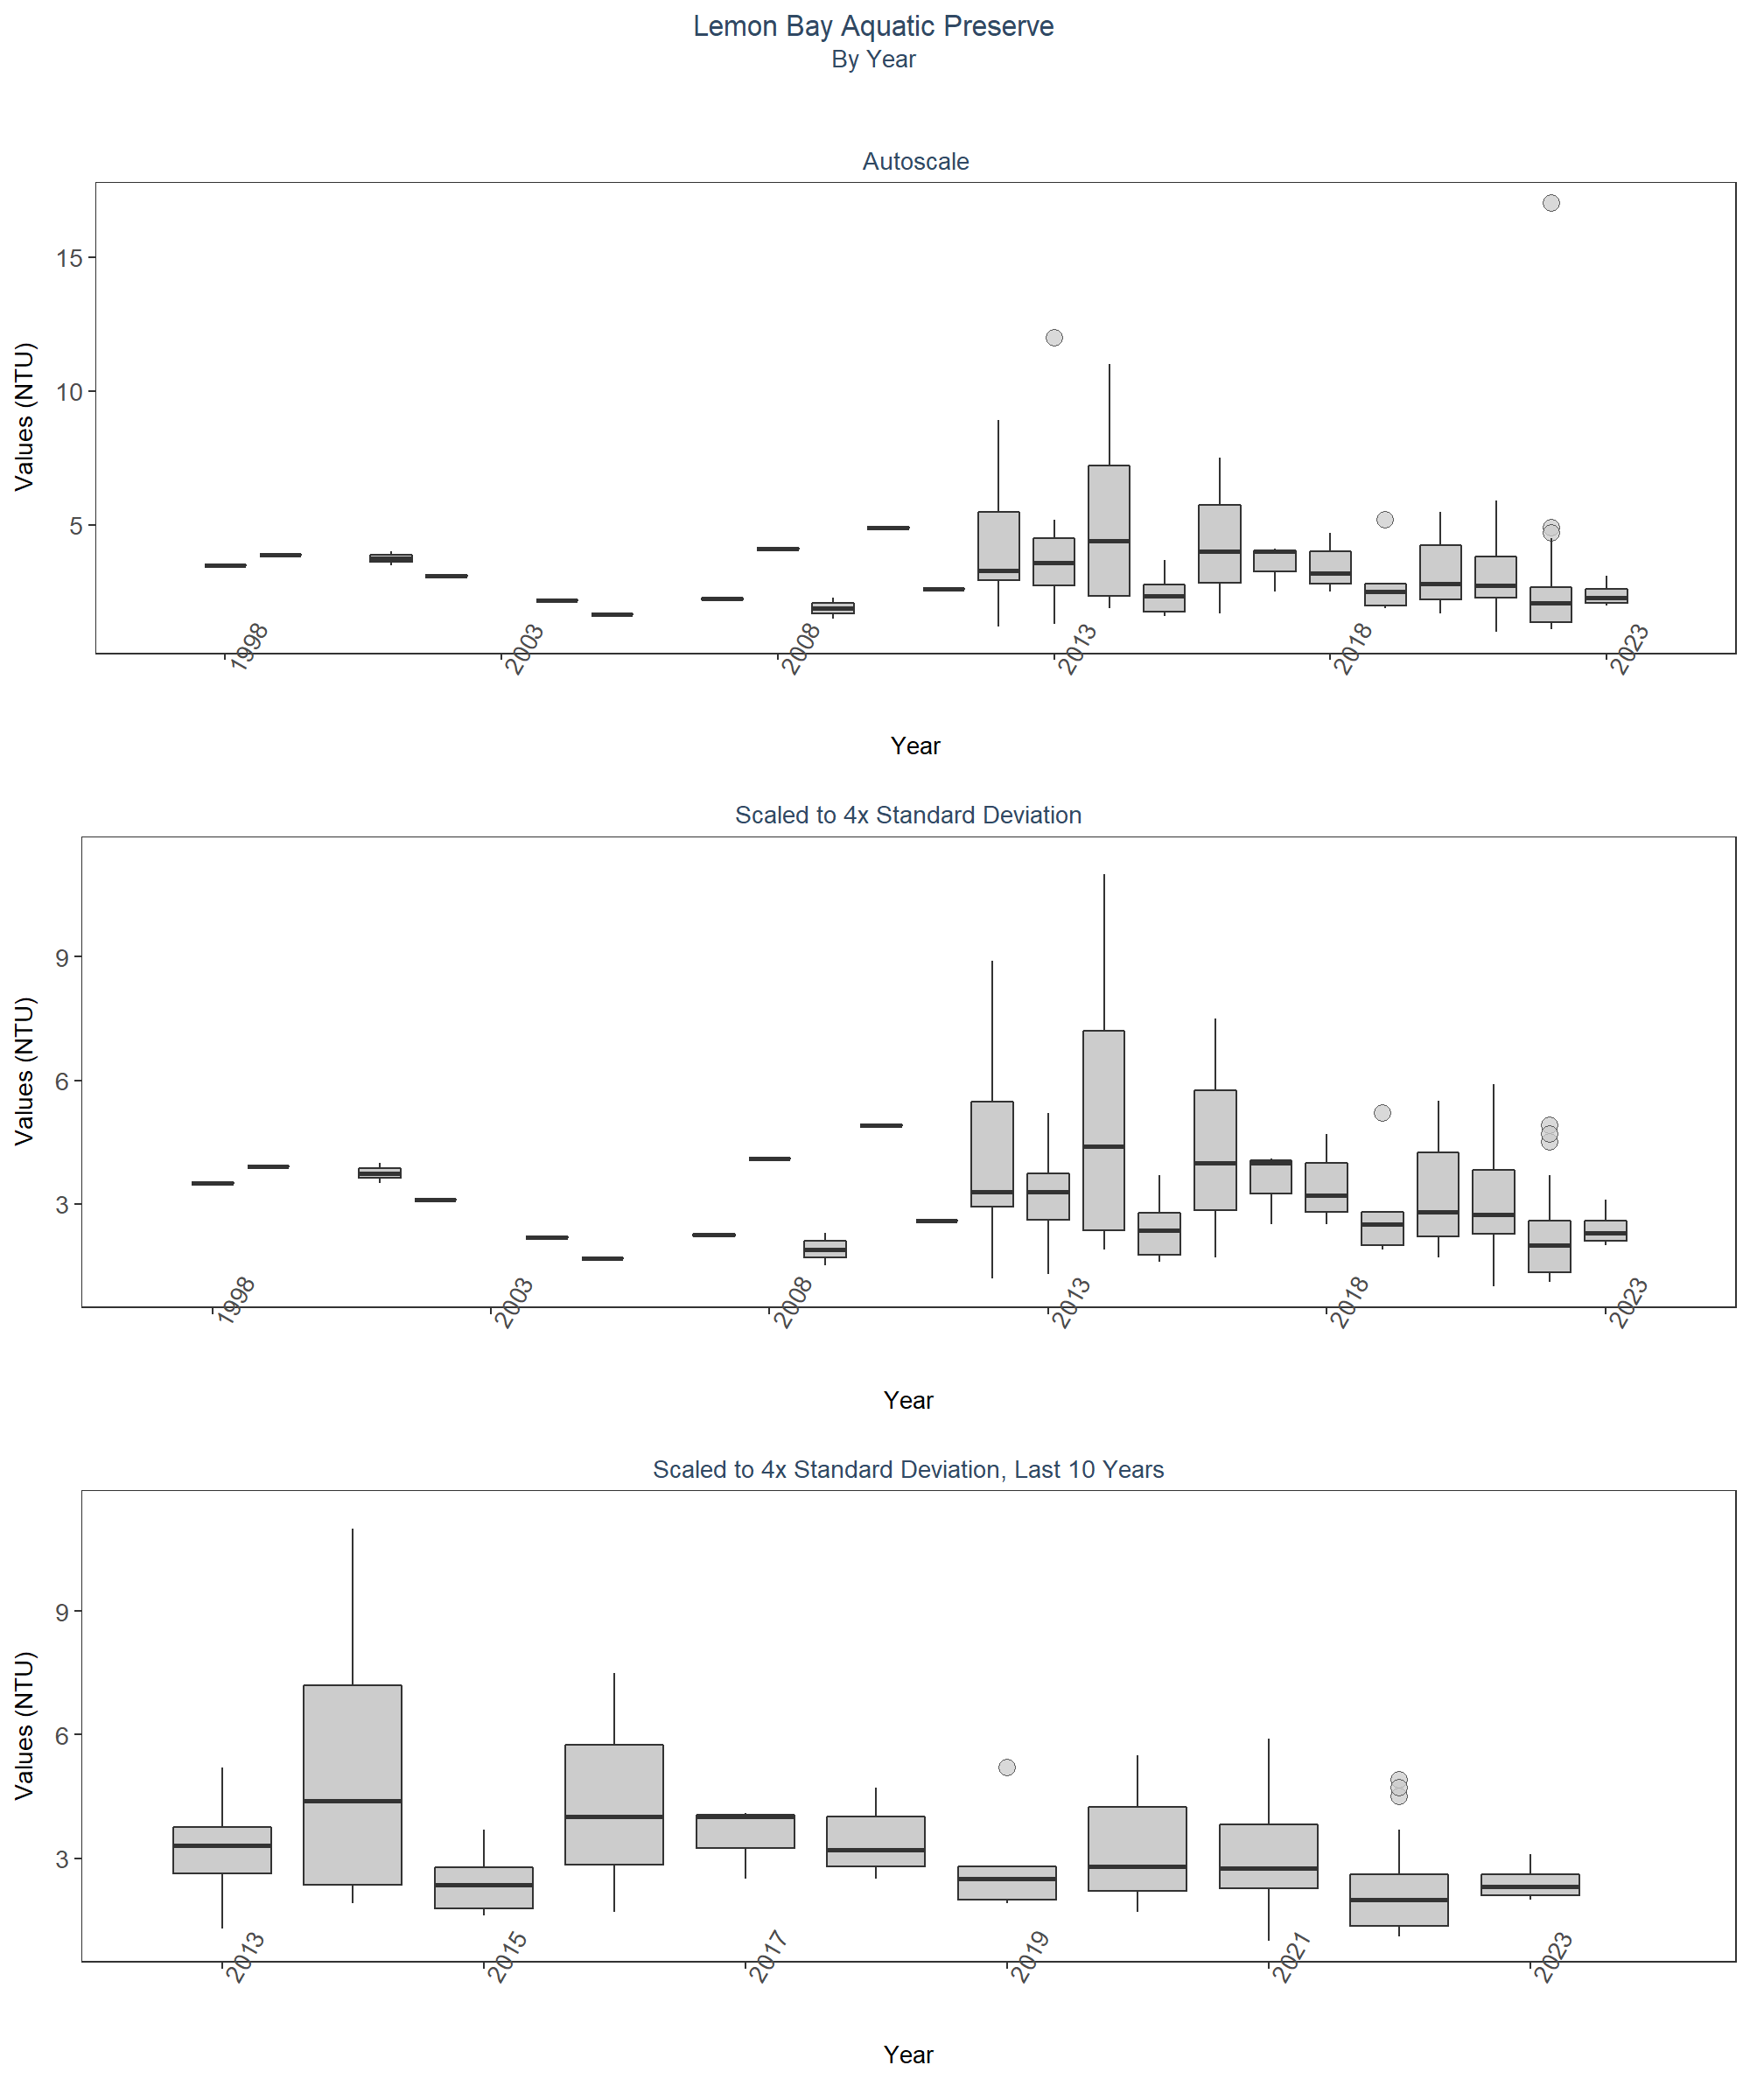 Lemon Bay Aquatic Preserve
By Year
Autoscale
Values (NTU)
15
10
5
1998
2003
2008
2013
2018
2023
Year
Scaled to 4x Standard Deviation
Values (NTU)
9
6
3
1998
2003
2008
2013
2018
2023
Year
Scaled to 4x Standard Deviation, Last 10 Years
Values (NTU)
9
6
3
2013
2015
2017
2019
2021
2023
Year